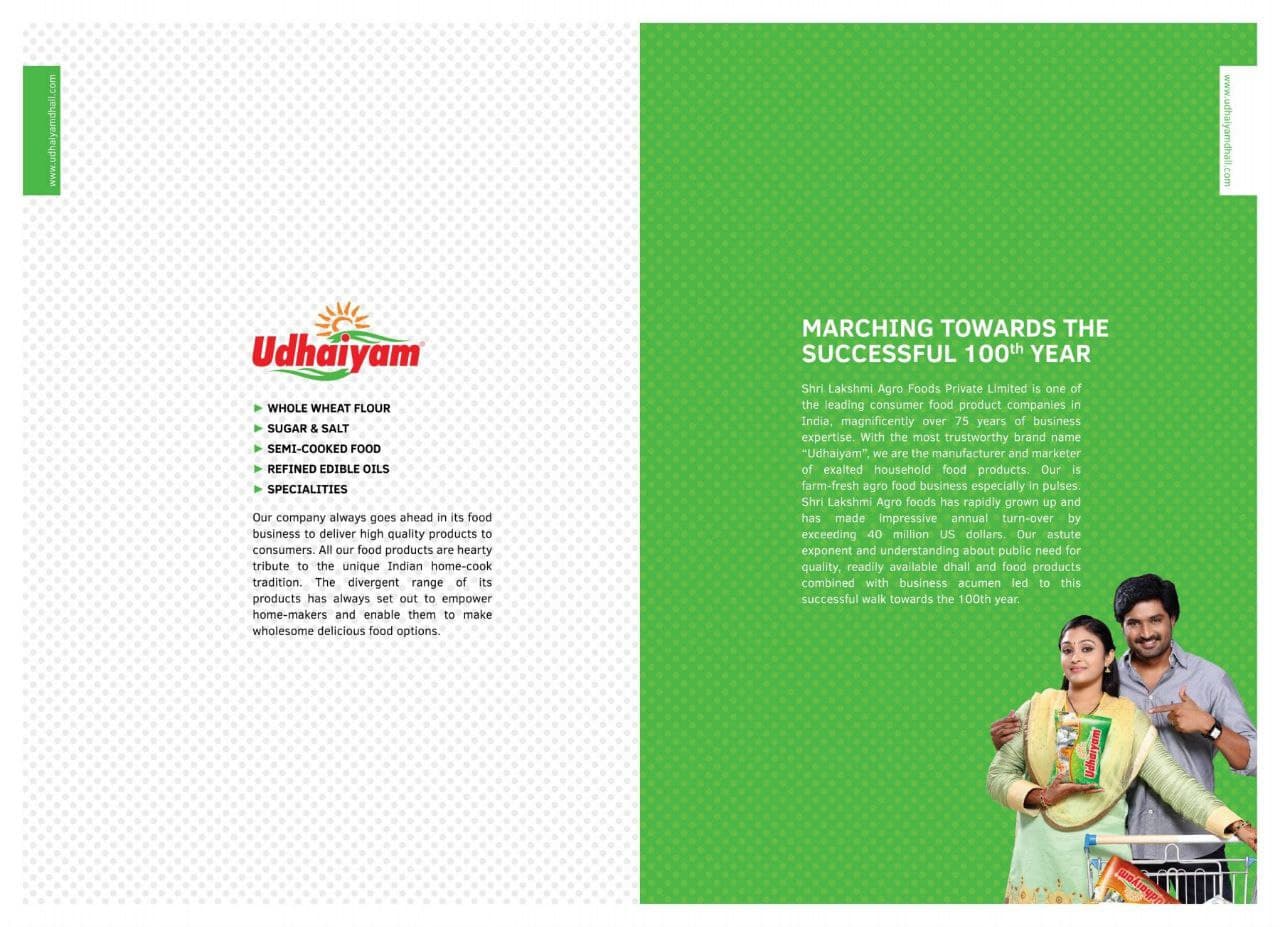 www.udhaiyamdhall.com
Udhaiyam®
WHOLE WHEAT FLOUR
SUGAR & SALT
SEMI-COOKED FOOD
REFINED EDIBLE OILS
SPECIALITIES
Our company always goes ahead in its food
business to deliver high quality products to
consumers. All our food products are hearty
tribute to the unique Indian home-cook
tradition. The divergent range of its
products has always set out to empower
home-makers and enable them to make
wholesome delicious food options.
www.udhaiyamdhall.com
MARCHING TOWARDS THE
SUCCESSFUL 100th YEAR
Shri Lakshmi Agro Foods Private Limited is one of
the leading consumer food product companies in
India, magnificently over 75 years of business
expertise. With the most trustworthy brand name
“Udhaiyam”, we are the manufacturer and marketer
of exalted household food products. Our is
farm-fresh agro food business especially in pulses.
Shri Lakshmi Agro foods has rapidly grown up and
has made impressive annual turn-over by
exceeding 40 million US dollars. Our astute
exponent and understanding about public need for
quality, readily available dhall and food products
combined with business acumen led to this
successful walk towards the 100th year.
Udhaiyam
Udhaiyam